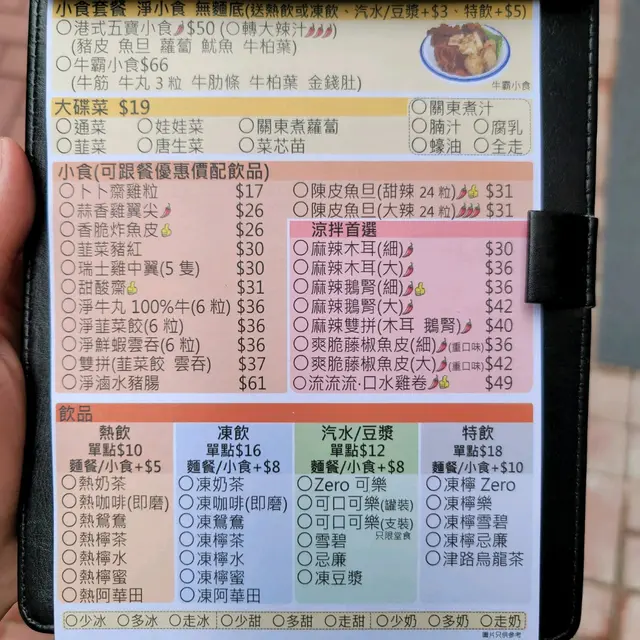 小食套餐 淨小食 無麵底(送熱飲或凍飲、汽水/豆漿+$3、特飲+$5)
○港式五寶小食 $50 (○轉大辣汁)
(豬皮 魚旦 蘿蔔 魷魚 牛柏葉)
○牛霸小食$66
(牛筋 牛丸3粒 牛肋條 牛柏葉 金錢肚)
牛霸小食
大碟菜 $19
○通菜 ○娃娃菜 ○關東煮蘿蔔
○韮菜 ○唐生菜 ○菜芯苗
○關東煮汁
○腩汁 ○腐乳
○蠔油 ○全走
小食(可跟餐優惠價配飲品)
○卜卜齋雞粒 $17
○蒜香雞翼尖 $26
○香脆炸魚皮 $26
○韮菜豬紅 $30
○瑞士雞中翼(5隻) $30
○甜酸齋 $31
○淨牛丸 100%牛(6粒) $36
○淨韮菜餃(6粒) $36
○淨鮮蝦雲吞(6粒) $36
○雙拼(韮菜餃 雲吞) $37
○淨滷水豬腸 $61
○陳皮魚旦(甜辣 24粒) $31
○陳皮魚旦(大辣 24粒) $31
涼拌首選
○麻辣木耳(細) $30
○麻辣木耳(大) $36
○麻辣鵝腎(細) $36
○麻辣鵝腎(大) $42
○麻辣雙拼(木耳 鵝腎) $40
○爽脆藤椒魚皮(細)(重口味) $36
○爽脆藤椒魚皮(大)(重口味) $42
○流流流‧口水雞卷 $49
飲品
熱飲
單點$10
麵餐/小食+$5
○熱奶茶
○熱咖啡(即磨)
○熱鴛鴦
○熱檸茶
○熱檸水
○熱檸蜜
○熱阿華田
凍飲
單點$16
麵餐/小食+$8
○凍奶茶
○凍咖啡(即磨)
○凍鴛鴦
○凍檸茶
○凍檸水
○凍檸蜜
○凍阿華田
汽水/豆漿
單點$12
麵餐/小食+$8
○Zero 可樂
○可口可樂(罐裝)
○可口可樂(支裝)
只限堂食
○雪碧
○忌廉
○凍豆漿
特飲
單點$18
麵餐/小食+$10
○凍檸 Zero
○凍檸樂
○凍檸雪碧
○凍檸忌廉
○津路烏龍茶
○少冰 ○多冰 ○走冰 ○少甜 ○多甜 ○走甜 ○少奶 ○多奶 ○走奶
圖片只供參考